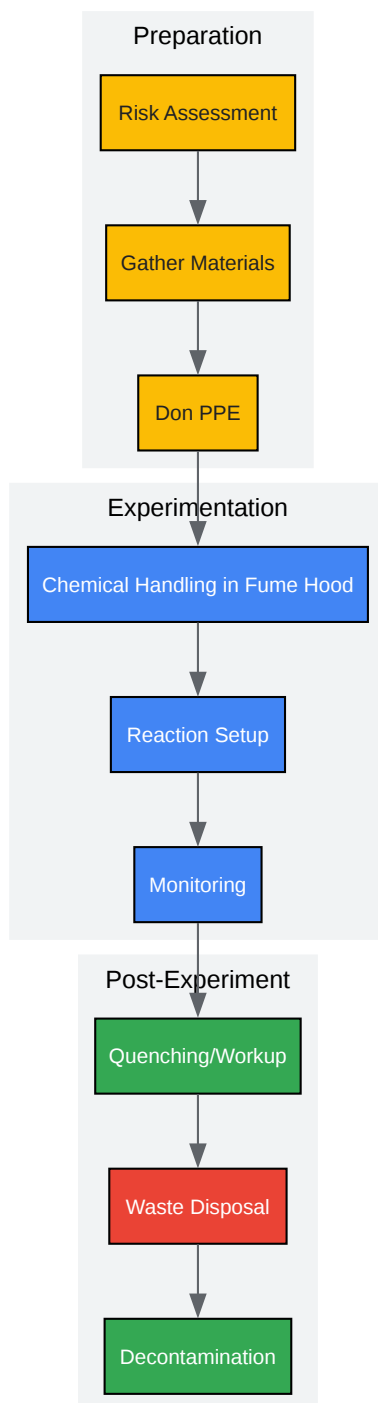 Preparation
Risk Assessment
Gather Materials
Don PPE
Experimentation
Chemical Handling in Fume Hood
Reaction Setup
Monitoring
Post-Experiment
Quenching/Workup
Waste Disposal
Decontamination